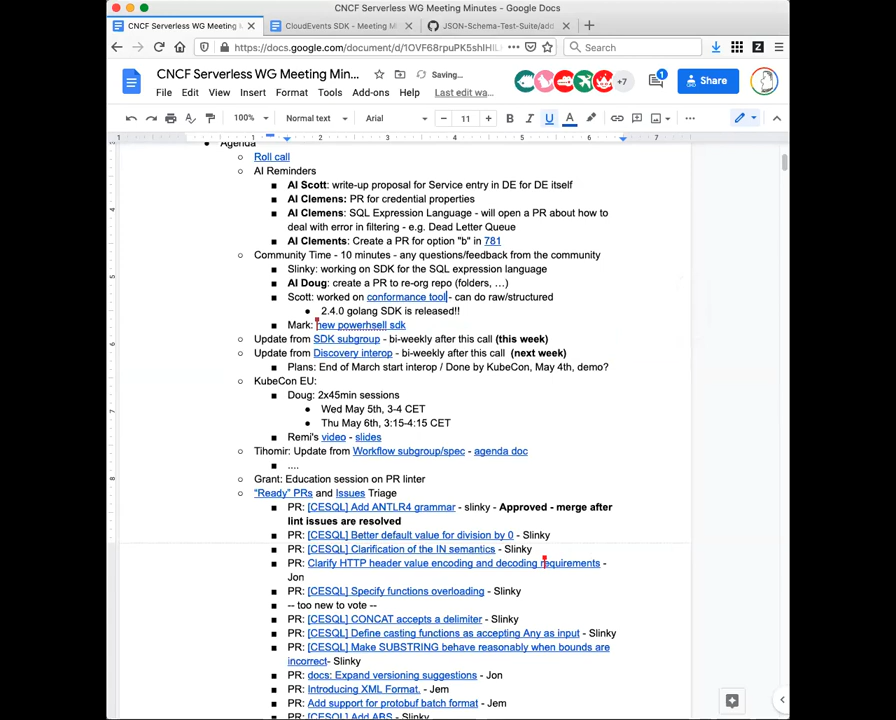 CNCF Serverless WG Meeting Minutes - Google Docs
CNCF Serverless WG Meeting Minu
CloudEvents SDK - Meeting M
JSON-Schema-Test-Suite/add
https://docs.google.com/document/d/1OVF68rpuPK5shIHIL
Search
CNCF Serverless WG Meeting Min...
Saving...
+7
1
Share
File Edit View Insert Format Tools Add-ons Help Last edit wa...
100% Normal text Arial 11 B I U A
1 1 2 3 4 5 6 7
Agenda
Roll call
AI Reminders
AI Scott: write-up proposal for Service entry in DE for DE itself
AI Clemens: PR for credential properties
AI Clemens: SQL Expression Language - will open a PR about how to
deal with error in filtering - e.g. Dead Letter Queue
AI Clements: Create a PR for option "b" in 781
Community Time - 10 minutes - any questions/feedback from the community
Slinky: working on SDK for the SQL expression language
AI Doug: create a PR to re-org repo (folders, …)
Scott: worked on conformance tool - can do raw/structured
2.4.0 golang SDK is released!!
Mark: new powerhsell sdk
Update from SDK subgroup - bi-weekly after this call (this week)
Update from Discovery interop - bi-weekly after this call (next week)
Plans: End of March start interop / Done by KubeCon, May 4th, demo?
KubeCon EU:
Doug: 2x45min sessions
Wed May 5th, 3-4 CET
Thu May 6th, 3:15-4:15 CET
Remi's video - slides
Tihomir: Update from Workflow subgroup/spec - agenda doc
....
Grant: Education session on PR linter
"Ready" PRs and Issues Triage
PR: [CESQL] Add ANTLR4 grammar - slinky - Approved - merge after
lint issues are resolved
PR: [CESQL] Better default value for division by 0 - Slinky
PR: [CESQL] Clarification of the IN semantics - Slinky
PR: Clarify HTTP header value encoding and decoding requirements -
Jon
PR: [CESQL] Specify functions overloading - Slinky
-- too new to vote --
PR: [CESQL] CONCAT accepts a delimiter - Slinky
PR: [CESQL] Define casting functions as accepting Any as input - Slinky
PR: [CESQL] Make SUBSTRING behave reasonably when bounds are
incorrect- Slinky
PR: docs: Expand versioning suggestions - Jon
PR: Introducing XML Format. - Jem
PR: Add support for protobuf batch format - Jem
PR: [CESQL] Add ABS - Slinky